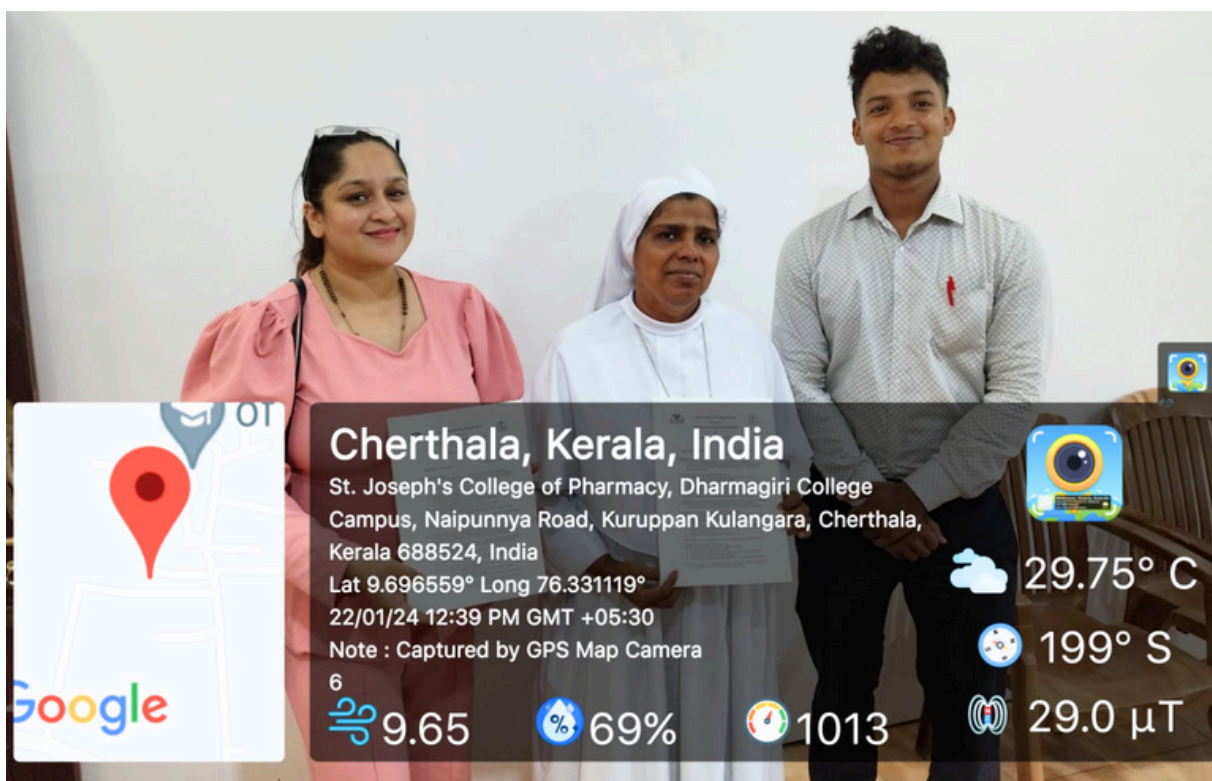 OT
Google
Cherthala, Kerala, India
St. Joseph's College of Pharmacy, Dharmagiri College
Campus, Naipunnya Road, Kuruppan Kulangara, Cherthala,
Kerala 688524, India
Lat 9.696559° Long 76.331119°
22/01/24 12:39 PM GMT +05:30
Note : Captured by GPS Map Camera
6
9.65
69%
1013
29.75° C
199° S
29.0 µT